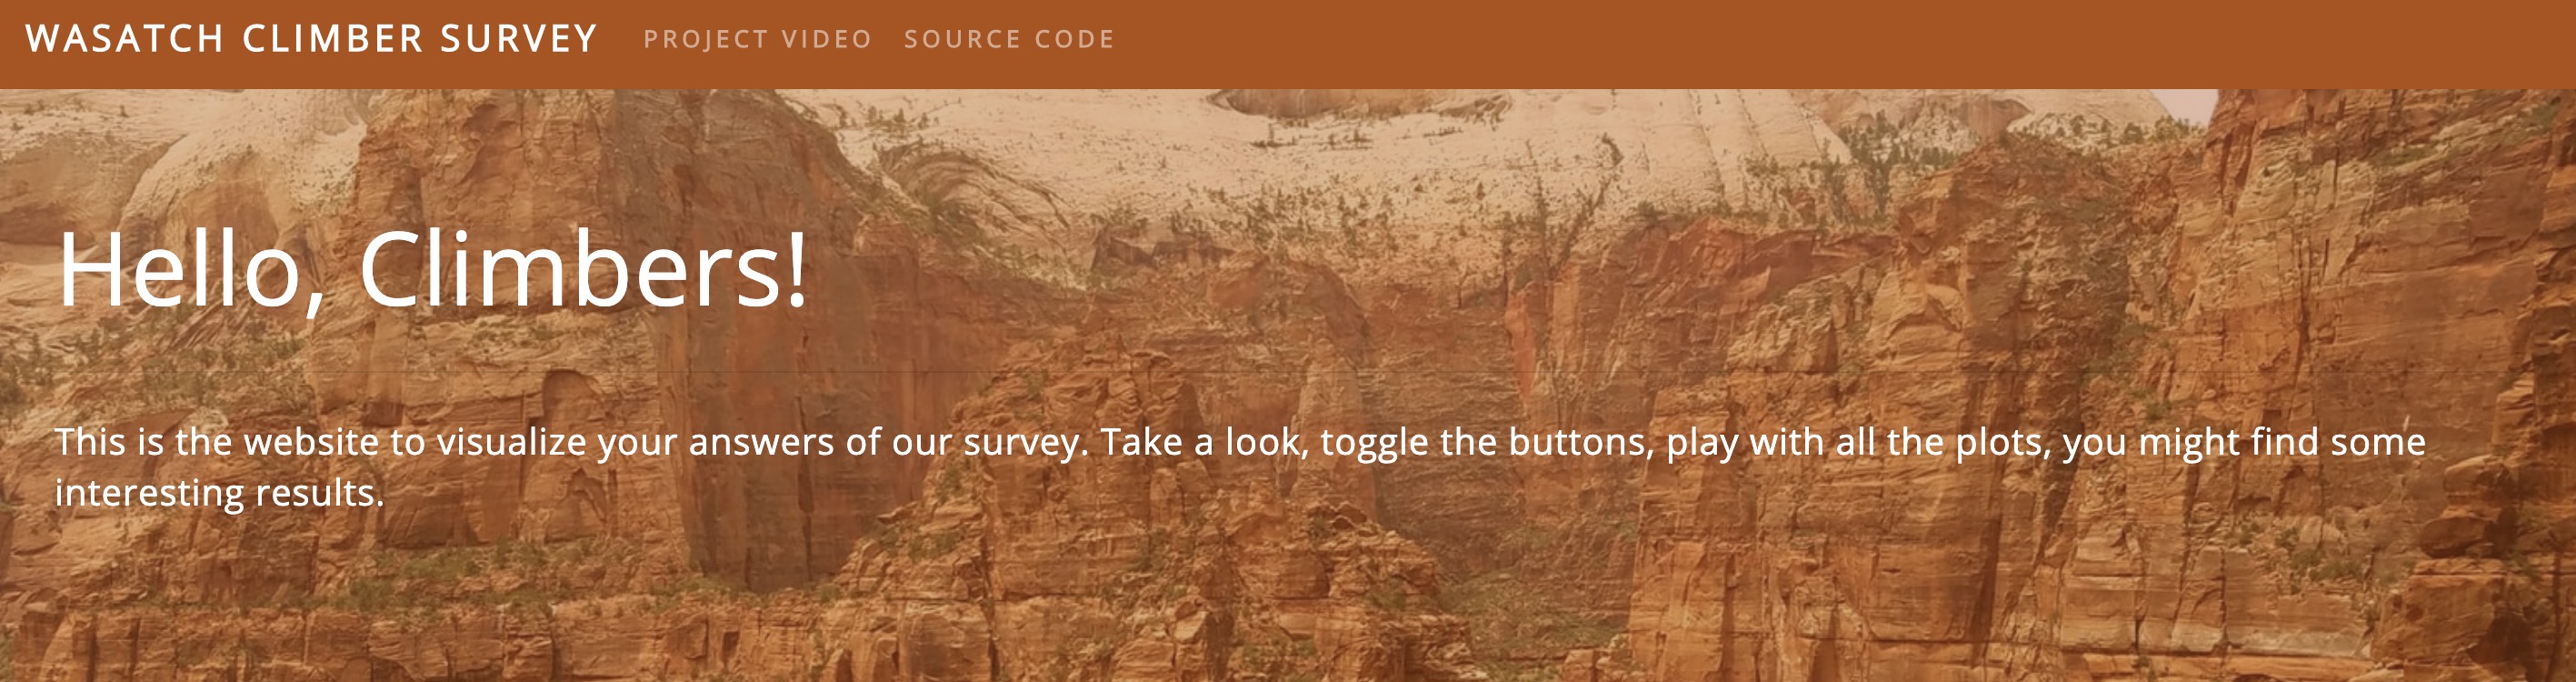 WASATCH CLIMBER SURVEY PROJECT VIDEO SOURCE CODE
Hello, Climbers!
This is the website to visualize your answers of our survey. Take a look, toggle the buttons, play with all the plots, you might find some
interesting results.